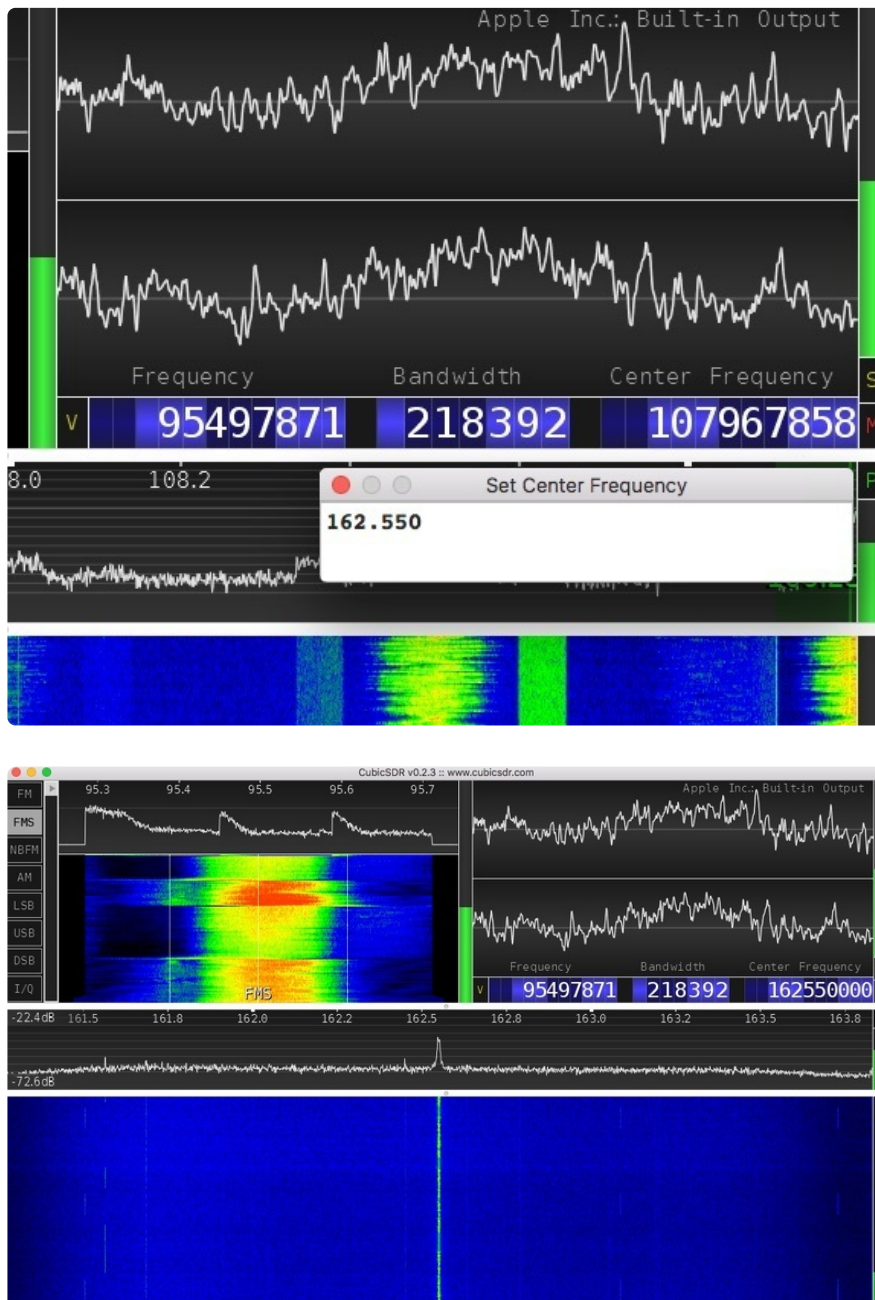 Apple Inc.: Built-in Output
Frequency Bandwidth Center Frequency
V 95497871 218392 107967858
S
M
8.0 108.2
P
Set Center Frequency
162.550
CubicSDR v0.2.3 :: www.cubicsdr.com
FM
FMS
NBFM
AM
LSB
USB
DSB
I/Q
95.3 95.4 95.5 95.6 95.7
FMS
Apple Inc.: Built-in Output
Frequency Bandwidth Center Frequency
V 95497871 218392 162550000
-22.4dB 161.5 161.8 162.0 162.2 162.5 162.8 163.0 163.2 163.5 163.8
-72.6dB